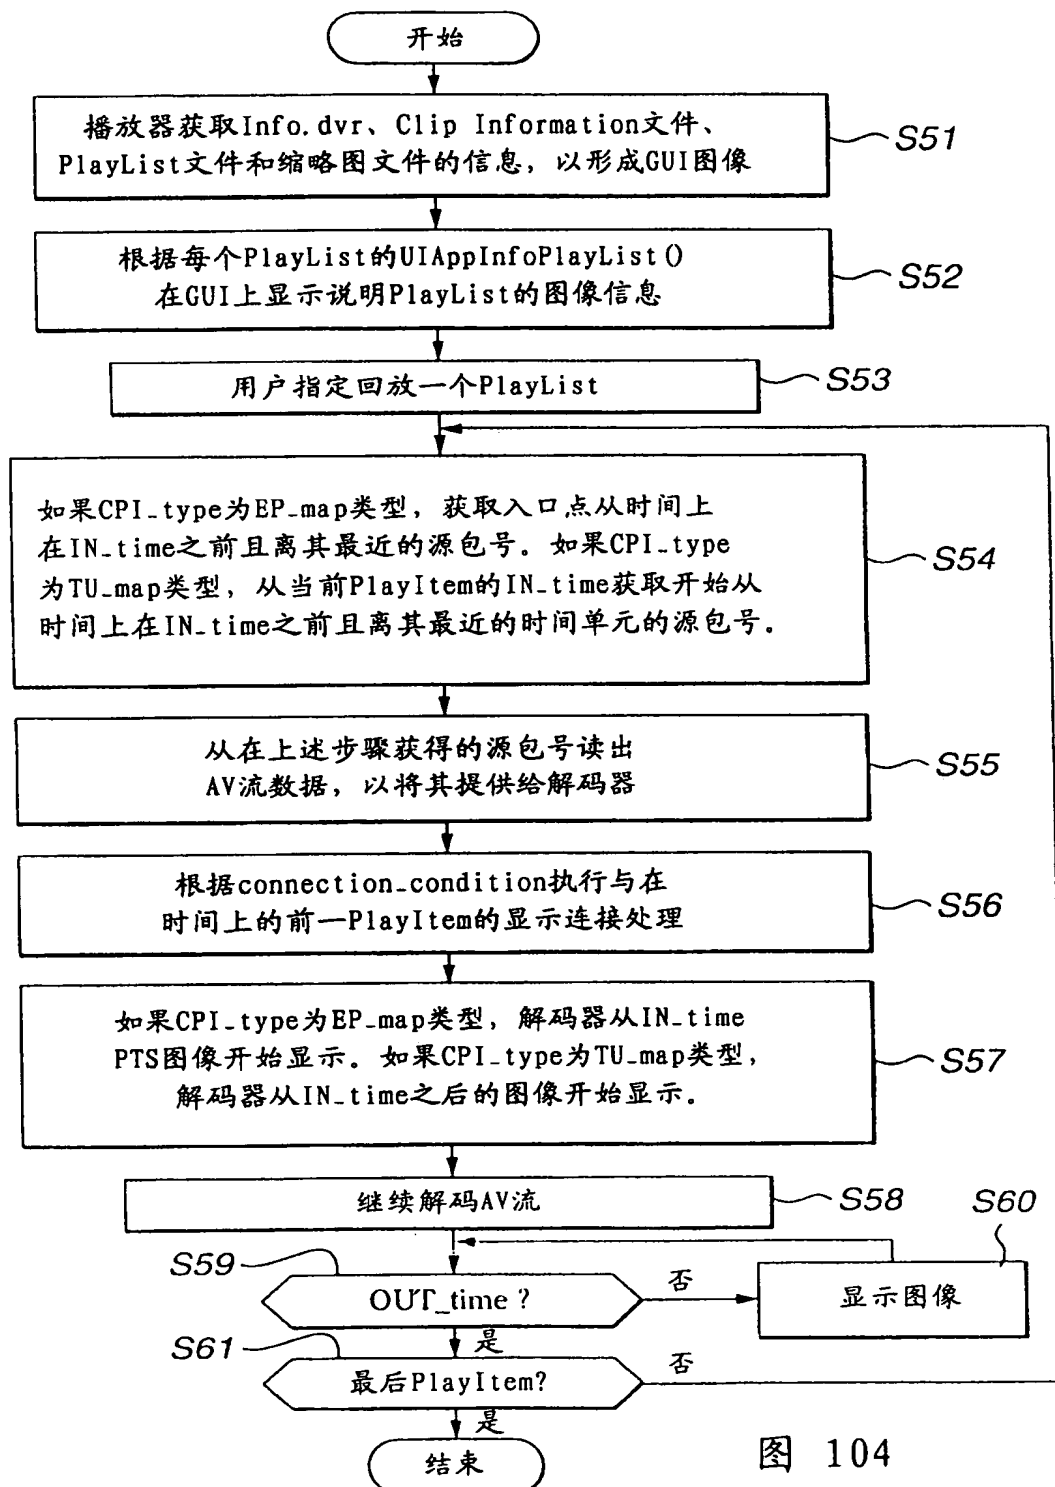 开始
播放器获取Info.dvr、Clip Information文件、
PlayList文件和缩略图文件的信息，以形成GUI图像
S51
根据每个PlayList的UIAppInfoPlayList()
在GUI上显示说明PlayList的图像信息
S52
用户指定回放一个PlayList
S53
如果CPI_type为EP_map类型，获取入口点从时间上
在IN_time之前且离其最近的源包号。如果CPI_type
为TU_map类型，从当前PlayItem的IN_time获取开始从
时间上在IN_time之前且离其最近的时间单元的源包号。
S54
从在上述步骤获得的源包号读出
AV流数据，以将其提供给解码器
S55
根据connection_condition执行与在
时间上的前一PlayItem的显示连接处理
S56
如果CPI_type为EP_map类型，解码器从IN_time
PTS图像开始显示。如果CPI_type为TU_map类型，
解码器从IN_time之后的图像开始显示。
S57
继续解码AV流
S58
S60
S59
OUT_time ?
否
显示图像
是
S61
最后PlayItem?
否
是
结束
图 104